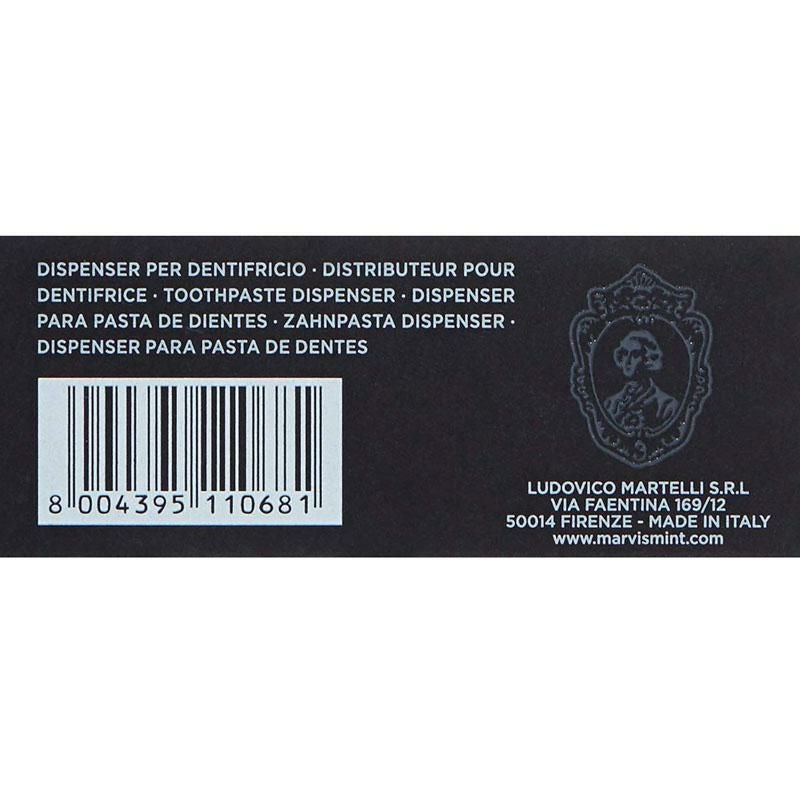 DISPENSER PER DENTIFRICIO · DISTRIBUTEUR POUR
DENTIFRICE · TOOTHPASTE DISPENSER · DISPENSER
PARA PASTA DE DIENTES · ZAHNPASTA DISPENSER ·
DISPENSER PARA PASTA DE DENTES
8 004395 110681
LUDOVICO MARTELLI S.R.L
VIA FAENTINA 169/12
50014 FIRENZE - MADE IN ITALY
www.marvismint.com